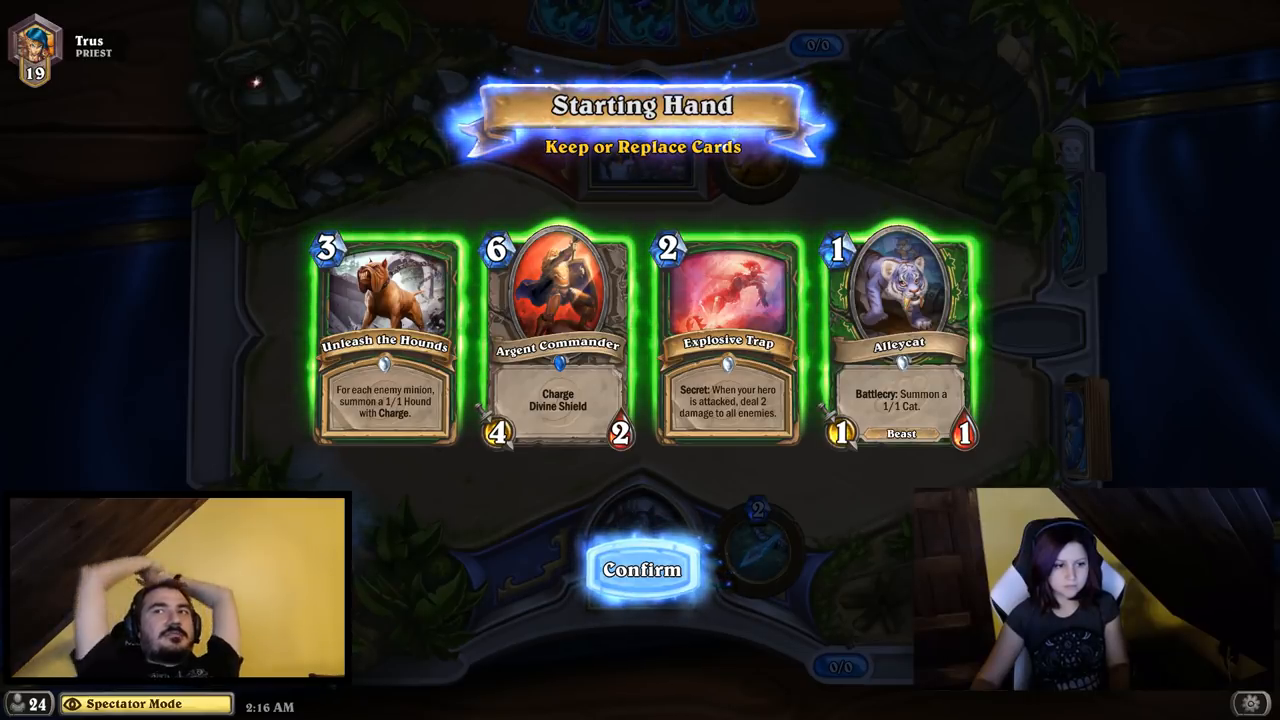 Trus
PRIEST
19
0/0
Starting Hand
Keep or Replace Cards
3
6
2
1
Unleash the Hounds
Argent Commander
Explosive Trap
Alleycat
For each enemy minion,
summon a 1/1 Hound
with Charge.
Charge
Divine Shield
Secret: When your hero
is attacked, deal 2
damage to all enemies.
Battlecry: Summon a
1/1 Cat.
4
2
1
Beast
1
2
Confirm
0/0
24
Spectator Mode
2:16 AM